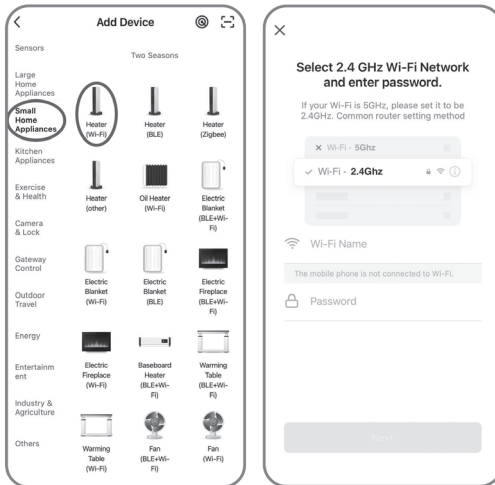 Add Device
Sensors
Large
Home
Appliances
Small
Home
Appliances
Kitchen
Appliances
Exercise
& Health
Camera
& Lock
Gateway
Control
Outdoor
Travel
Energy
Entertainm
ent
Industry &
Agriculture
Others
Two Seasons
Heater
(Wi-Fi)
Heater
(BLE)
Heater
(Zigbee)
Heater
(other)
Oil Heater
(Wi-Fi)
Electric
Blanket
(BLE+Wi-
Fi)
Electric
Blanket
(Wi-Fi)
Electric
Blanket
(BLE)
Electric
Fireplace
(BLE+Wi-
Fi)
Electric
Fireplace
(Wi-Fi)
Baseboard
Heater
(BLE+Wi-
Fi)
Warming
Table
(BLE+Wi-
Fi)
Warming
Table
(Wi-Fi)
Fan
(BLE+Wi-
Fi)
Fan
(Wi-Fi)
Select 2.4 GHz Wi-Fi Network
and enter password.
If your Wi-Fi is 5GHz, please set it to be
2.4GHz. Common router setting method
Wi-Fi - 5Ghz
Wi-Fi - 2.4Ghz
Wi-Fi Name
The mobile phone is not connected to Wi-Fi.
Password
Next